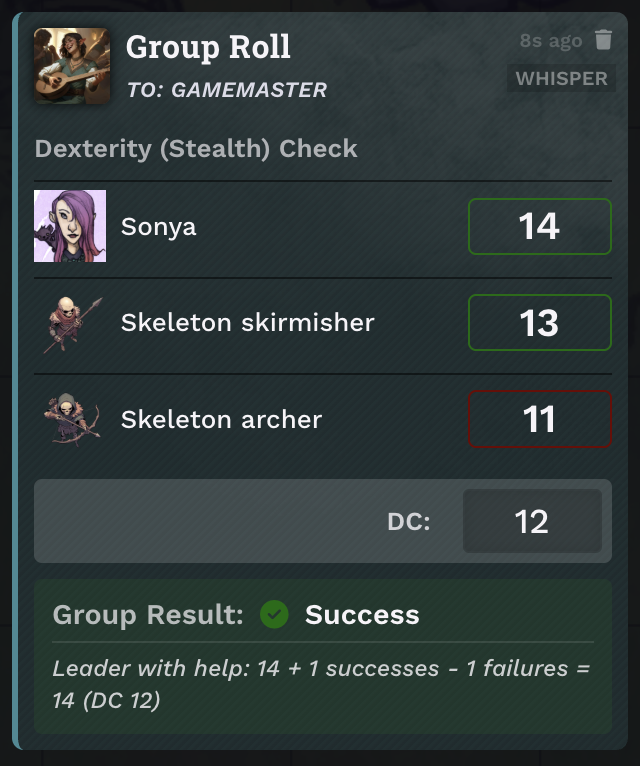 Group Roll
8s ago
TO: GAMEMASTER
WHISPER
Dexterity (Stealth) Check
Sonya 14
Skeleton skirmisher 13
Skeleton archer 11
DC: 12
Group Result: Success
Leader with help: 14 + 1 successes - 1 failures =
14 (DC 12)